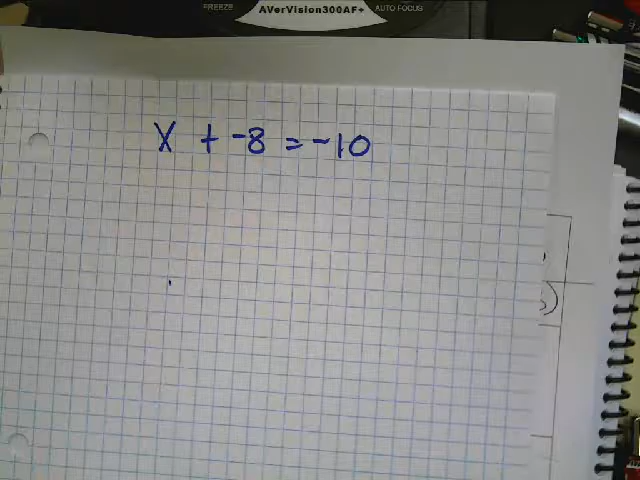 FREEZE AVerVision300AF+ AUTO FOCUS
x + -8 = -10